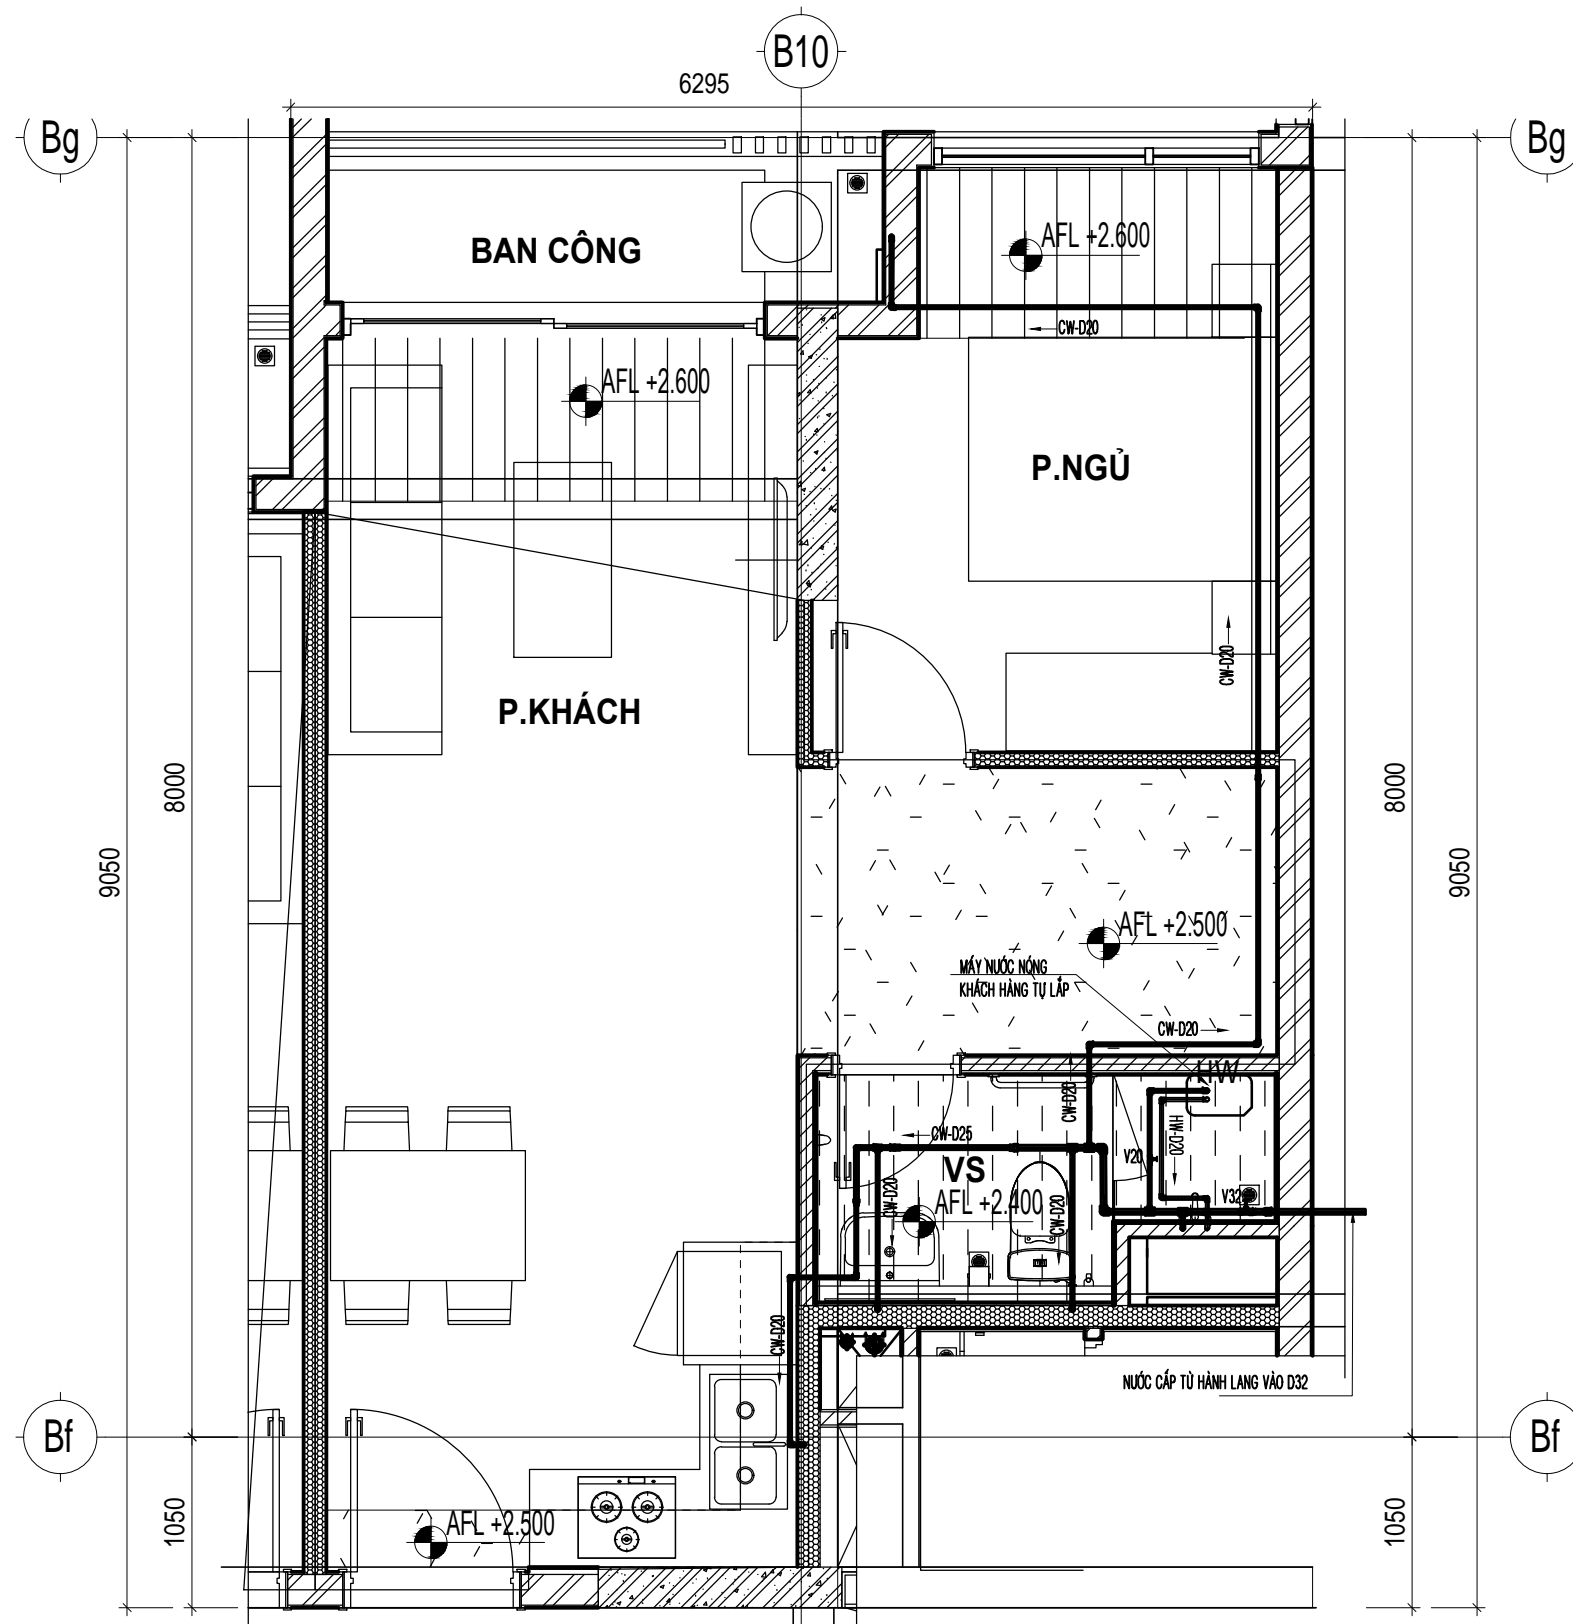 B10
6295
Bg
Bg
AFL +2.600
BAN CÔNG
CW-D20
AFL +2.600
P.NGỦ
CW-D20
P.KHÁCH
8000
8000
9050
9050
AFL +2.500
MÁY NƯỚC NÓNG
KHÁCH HÀNG TỰ LẮP
CW-D20
HW
CW-D20
CW-D25
HW-D20
V20
VS
CW-D20
AFL +2.400
CW-D20
V32
CW-D20
NƯỚC CẤP TỪ HÀNH LANG VÀO D32
Bf
Bf
1050
1050
AFL +2.500